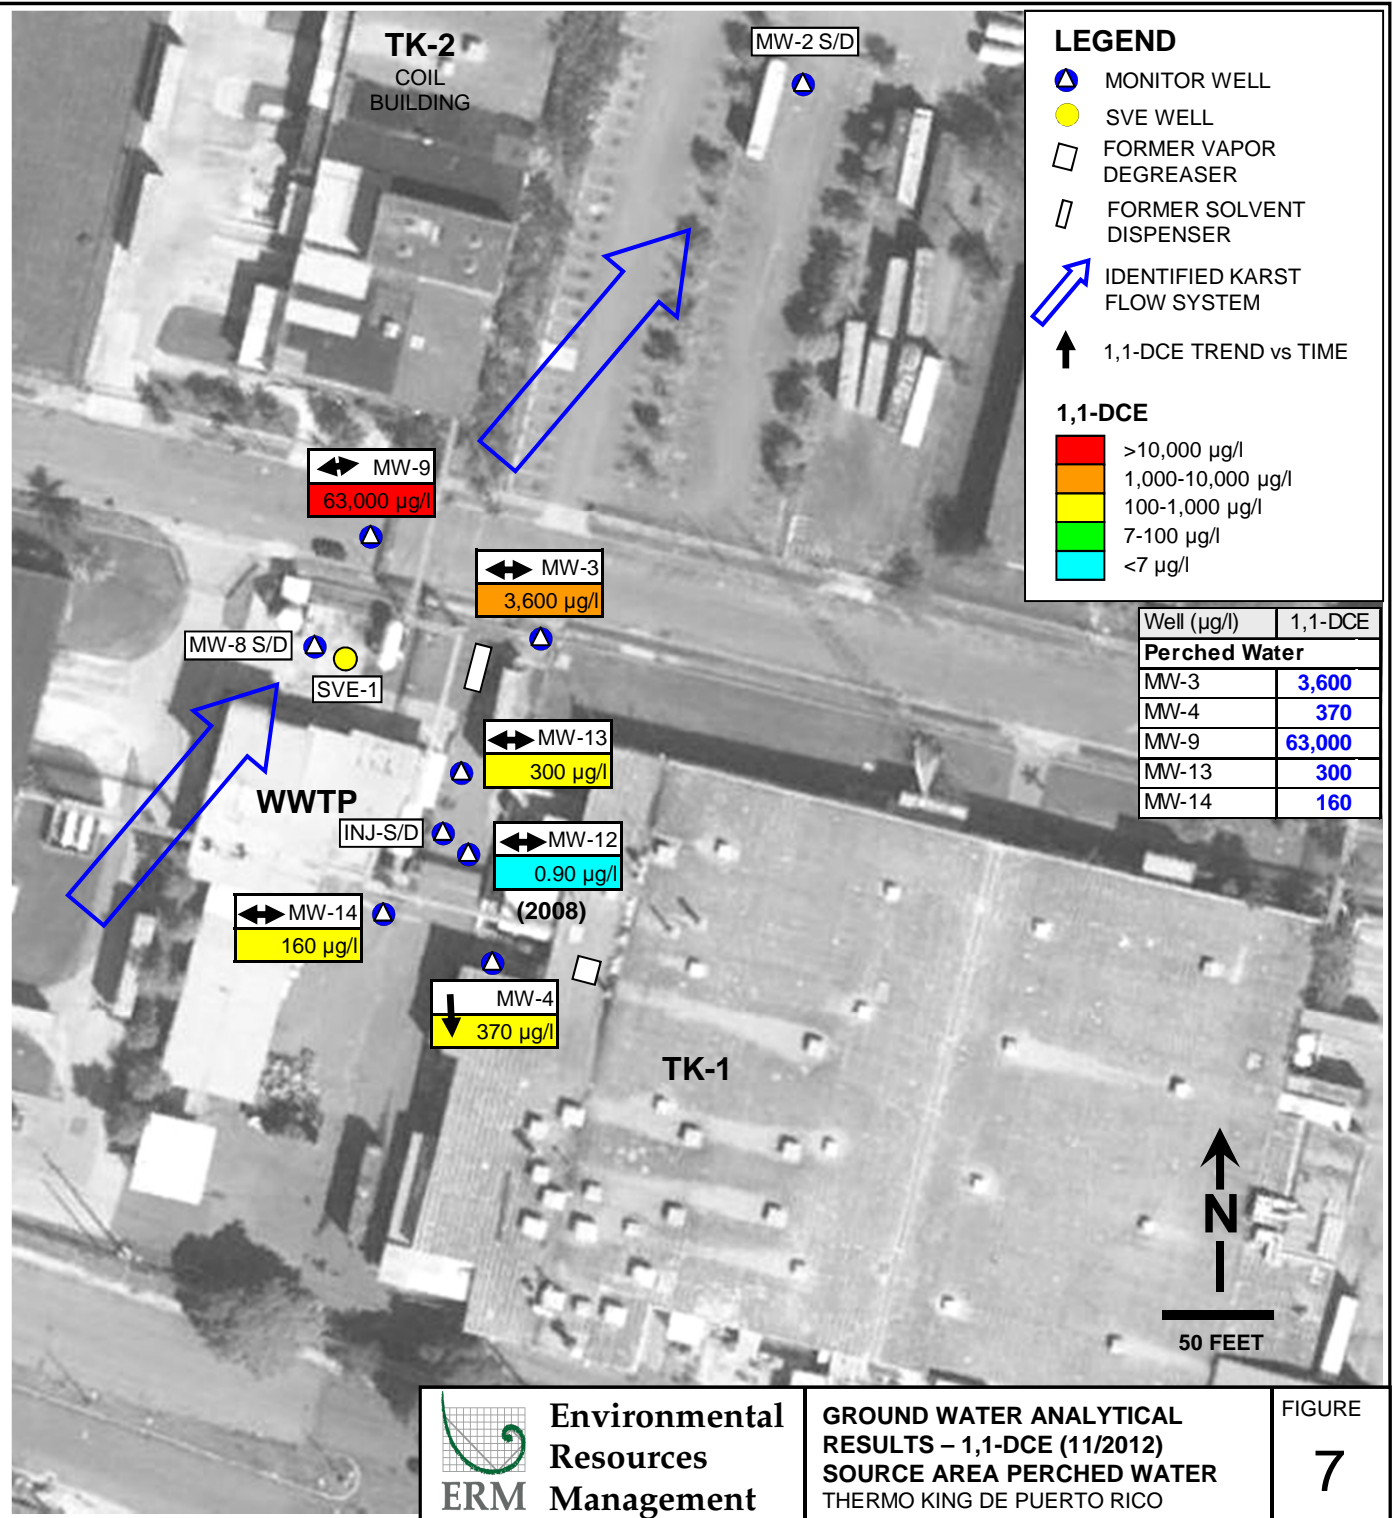 TK-2
COIL
BUILDING
MW-2 S/D
LEGEND
MONITOR WELL
SVE WELL
FORMER VAPOR
DEGREASER
FORMER SOLVENT
DISPENSER
IDENTIFIED KARST
FLOW SYSTEM
1,1-DCE TREND vs TIME
1,1-DCE
>10,000 µg/l
1,000-10,000 µg/l
100-1,000 µg/l
7-100 µg/l
<7 µg/l
MW-9
63,000 µg/l
MW-3
3,600 µg/l
MW-8 S/D
SVE-1
Well (µg/l) 1,1-DCE
Perched Water
MW-3 3,600
MW-4 370
MW-9 63,000
MW-13 300
MW-14 160
MW-13
300 µg/l
WWTP
INJ-S/D
MW-12
0.90 µg/l
(2008)
MW-14
160 µg/l
MW-4
370 µg/l
TK-1
N
50 FEET
ERM
Environmental
Resources
Management
GROUND WATER ANALYTICAL
RESULTS – 1,1-DCE (11/2012)
SOURCE AREA PERCHED WATER
THERMO KING DE PUERTO RICO
FIGURE
7